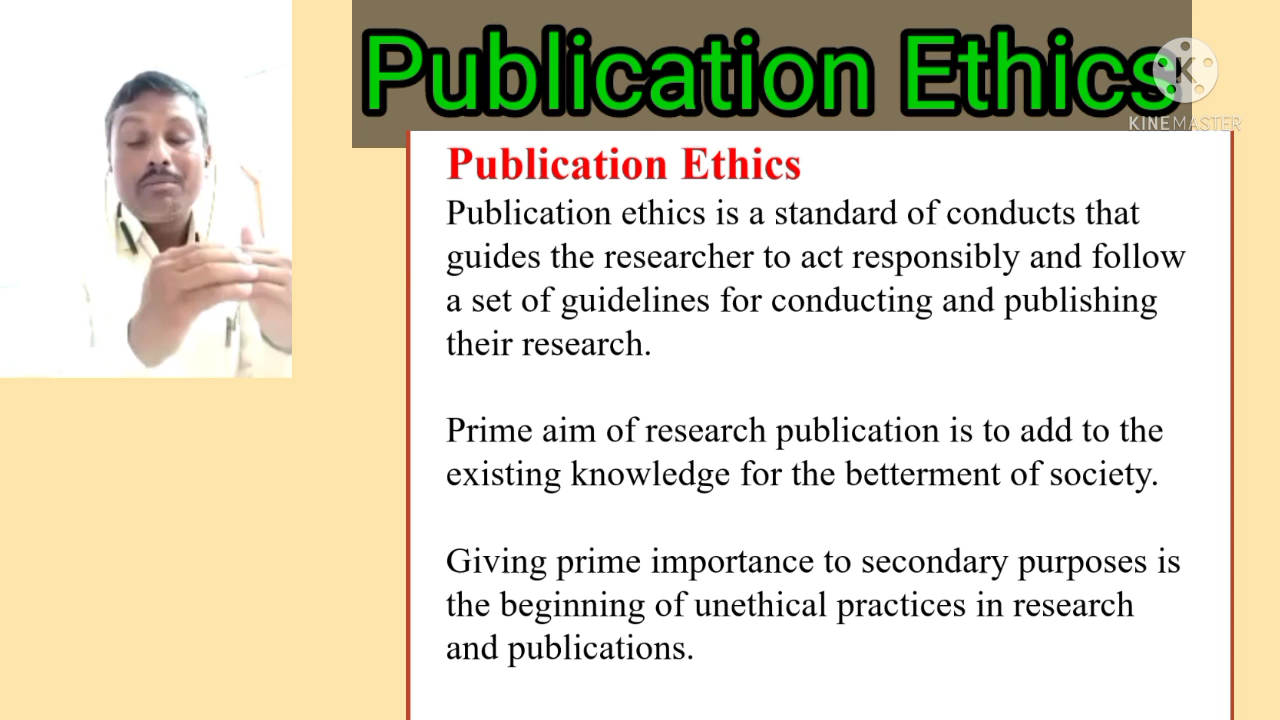 Publication Ethics
K
KINEMASTER
Publication Ethics
Publication ethics is a standard of conducts that
guides the researcher to act responsibly and follow
a set of guidelines for conducting and publishing
their research.
Prime aim of research publication is to add to the
existing knowledge for the betterment of society.
Giving prime importance to secondary purposes is
the beginning of unethical practices in research
and publications.